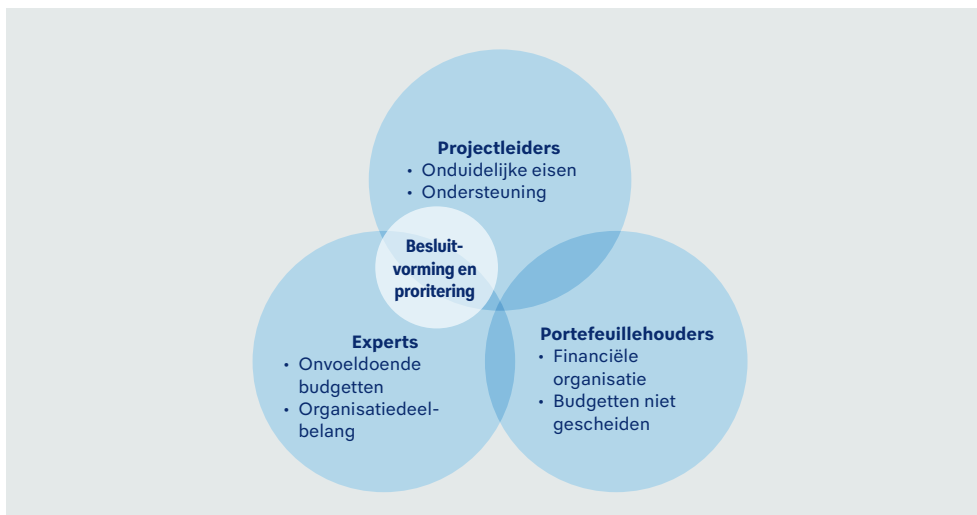 Projectleiders
• Onduidelijke eisen
• Ondersteuning
Besluit-
vorming en
proritering
Experts
• Onvoeldoende
budgetten
• Organisatiedeel-
belang
Portefeuillehouders
• Financiële
organisatie
• Budgetten niet
gescheiden